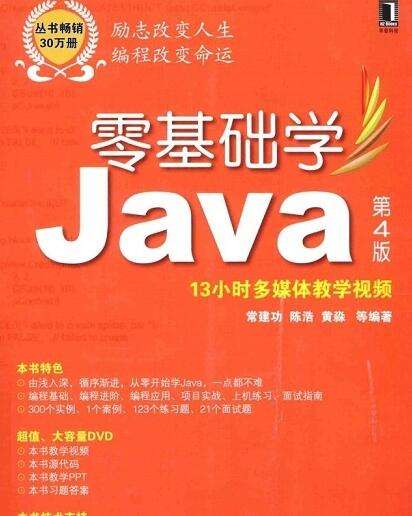 丛书畅销
30万册
励志改变人生
编程改变命运
零基础学
Java
第4版
13小时多媒体教学视频
常建功 陈浩 黄淼 等编著
本书特色
由浅入深,循序渐进,从零开始学Java,一点都不难
编程基础、编程进阶、编程应用、项目实战、上机练习、面试指南
300个实例、1个案例、123个练习题、21个面试题
超值、大容量DVD
本书教学视频
本书源代码
本书教学PPT
本书习题答案
本书技术支持